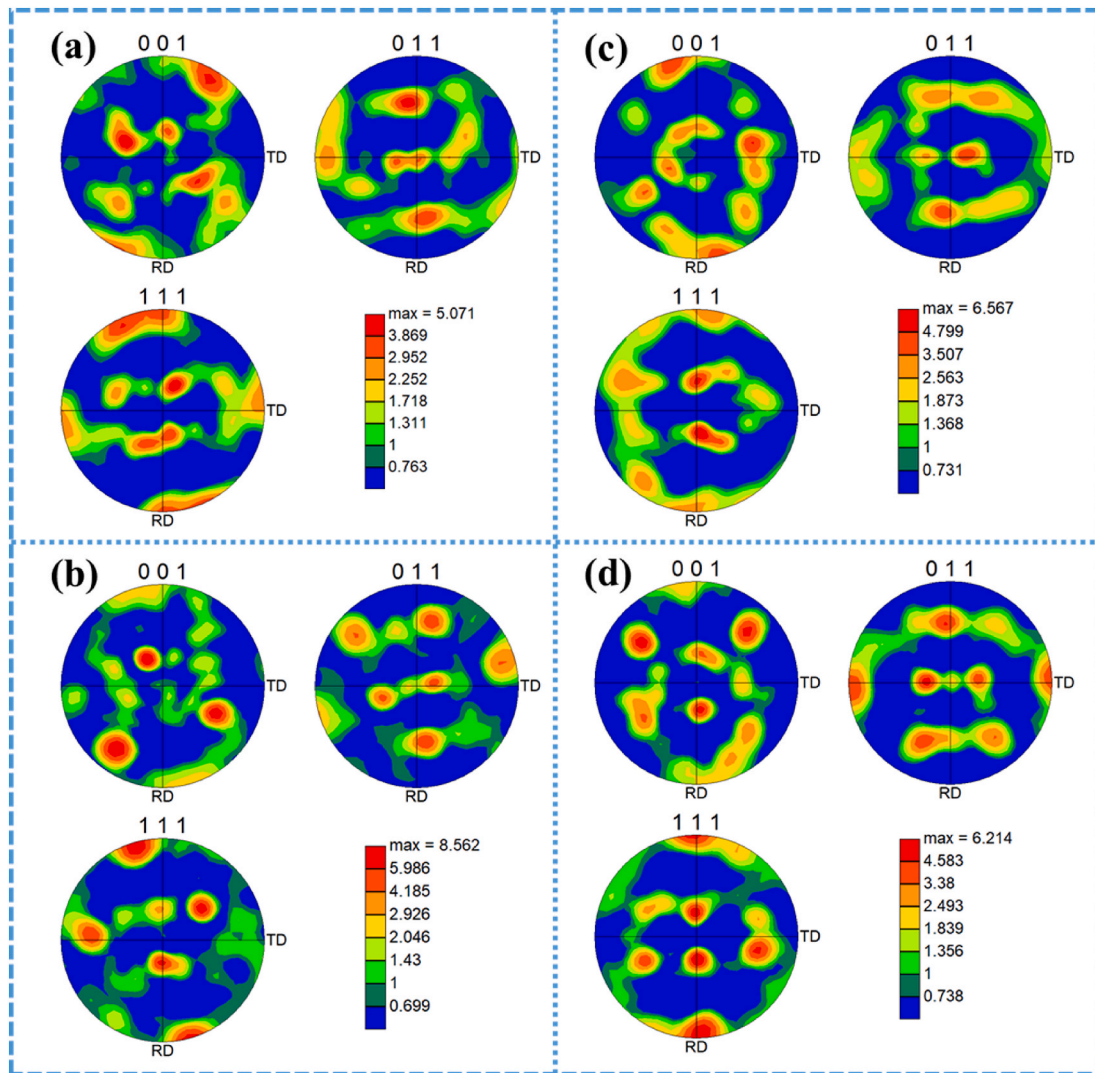 (a)
0 0 1
TD
RD
0 1 1
TD
RD
1 1 1
TD
RD
max = 5.071
3.869
2.952
2.252
1.718
1.311
1
0.763
(c)
0 0 1
TD
RD
0 1 1
TD
RD
1 1 1
TD
RD
max = 6.567
4.799
3.507
2.563
1.873
1.368
1
0.731
(b)
0 0 1
TD
RD
0 1 1
TD
RD
1 1 1
TD
RD
max = 8.562
5.986
4.185
2.926
2.046
1.43
1
0.699
(d)
0 0 1
TD
RD
0 1 1
TD
RD
1 1 1
TD
RD
max = 6.214
4.583
3.38
2.493
1.839
1.356
1
0.738